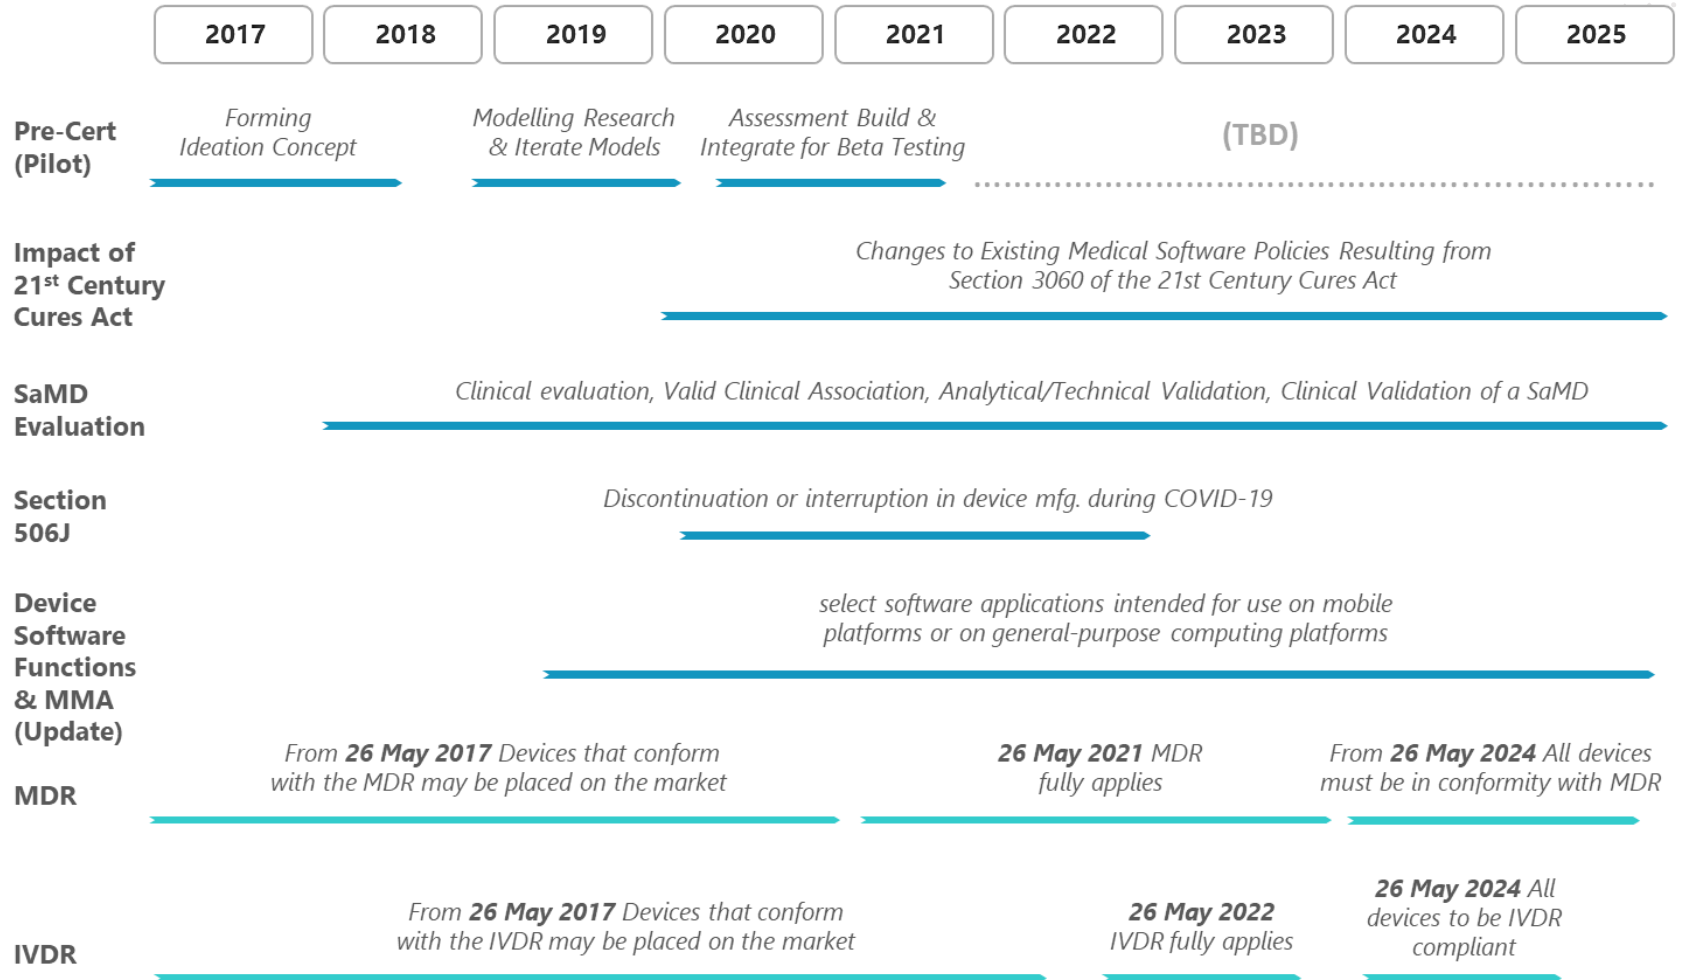 2017 2018 2019 2020 2021 2022 2023 2024 2025
Pre-Cert
(Pilot)
Forming
Ideation Concept
Modelling Research
& Iterate Models
Assessment Build &
Integrate for Beta Testing
(TBD)
Impact of
21st Century
Cures Act
Changes to Existing Medical Software Policies Resulting from
Section 3060 of the 21st Century Cures Act
SaMD
Evaluation
Clinical evaluation, Valid Clinical Association, Analytical/Technical Validation, Clinical Validation of a SaMD
Section
506J
Discontinuation or interruption in device mfg. during COVID-19
Device
Software
Functions
& MMA
(Update)
select software applications intended for use on mobile
platforms or on general-purpose computing platforms
MDR
From 26 May 2017 Devices that conform
with the MDR may be placed on the market
26 May 2021 MDR
fully applies
From 26 May 2024 All devices
must be in conformity with MDR
IVDR
From 26 May 2017 Devices that conform
with the IVDR may be placed on the market
26 May 2022
IVDR fully applies
26 May 2024 All
devices to be IVDR
compliant